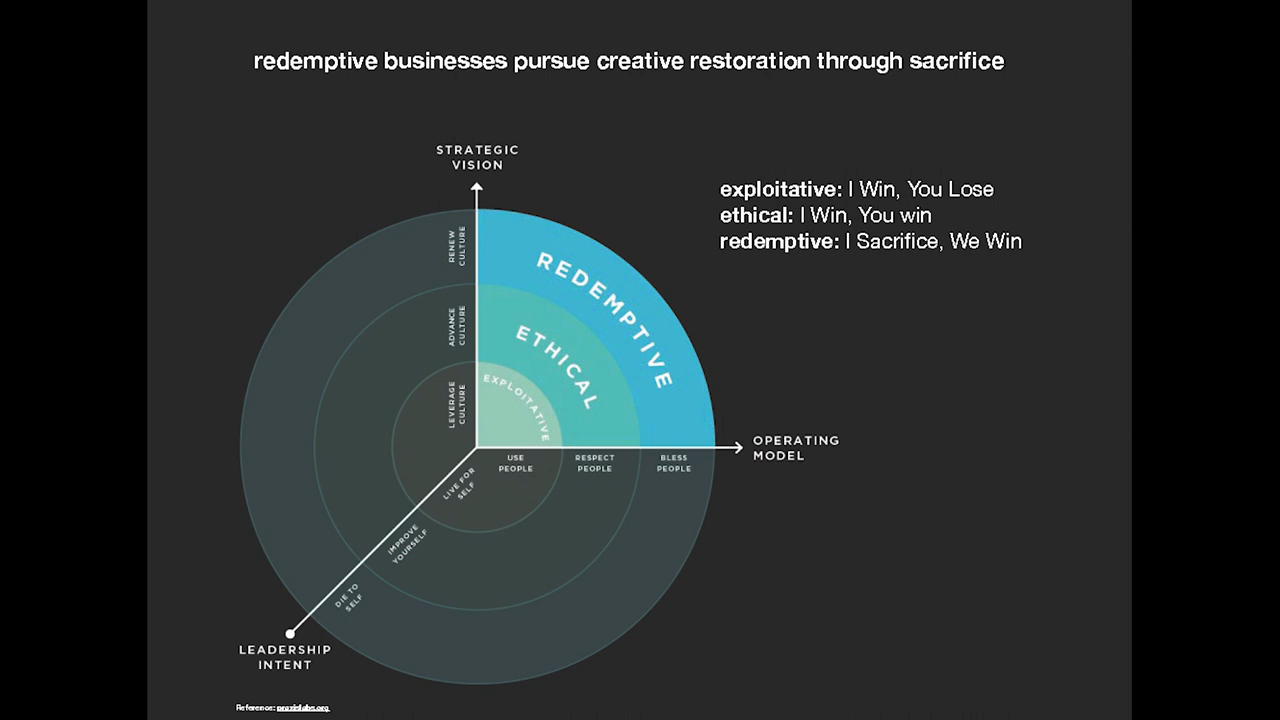 redemptive businesses pursue creative restoration through sacrifice
STRATEGIC
VISION
exploitative: I Win, You Lose
ethical: I Win, You win
redemptive: I Sacrifice, We Win
RENEW
CULTURE
ADVANCE
CULTURE
LEVERAGE
CULTURE
REDEMPTIVE
ETHICAL
EXPLOITATIVE
OPERATING
MODEL
USE
PEOPLE
RESPECT
PEOPLE
BLESS
PEOPLE
LIVE FOR
SELF
IMPROVE
YOURSELF
DIE TO
SELF
LEADERSHIP
INTENT
Reference: praxislabs.org